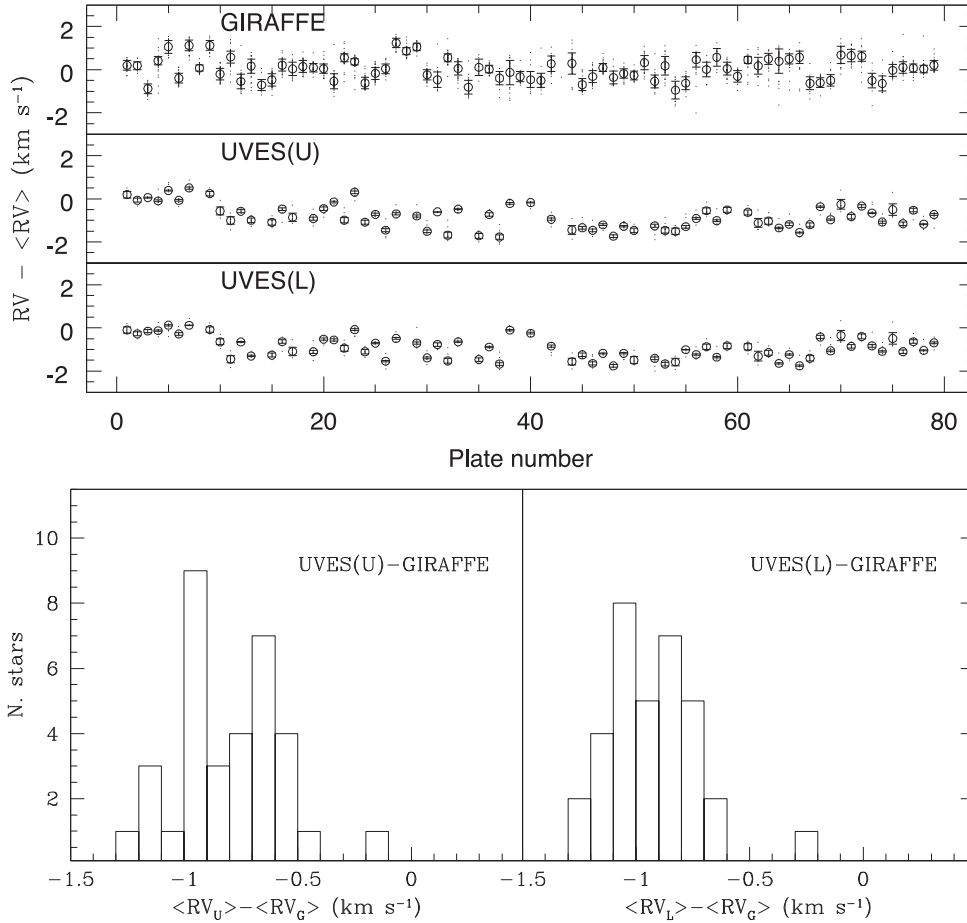 GIRAFFE
2
0
-2
UVES(U)
2
0
-2
UVES(L)
2
0
-2
RV - <RV> (km s⁻¹)
0 20 40 60 80
Plate number
UVES(U)-GIRAFFE UVES(L)-GIRAFFE
10
8
6
4
2
N. stars
-1.5 -1 -0.5 0 -1.5 -1 -0.5 0
<RV_U>-<RV_G> (km s⁻¹) <RV_L>-<RV_G> (km s⁻¹)